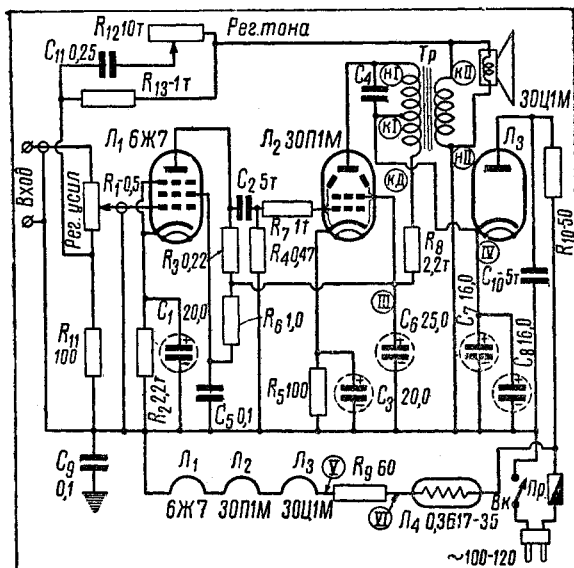 R12 10т Рег.тона
C11 0,25
R13-1т
Тр
C4 кI кII
30Ц1М
Л1 6Ж7 Л2 30П1М кI кII Л3
Вход
кД
R1-0,5 C2 5т
Рег. усил
R7 1т
R10-50
R3 0,22 R4 0,47 R8 2,2т
IV
C10-5т
III
R11 100
C1 20,0
R6 1,0
C6 25,0
C7 16,0
C8 16,0
R2 2,2т
C5 0,1
R5 100
C3 20,0
C9 0,1
Л1 Л2 Л3 V R9 60
6Ж7 30П1М 30Ц1М VI Л4 0,3Б17-35
Вк Пр.
~100-120